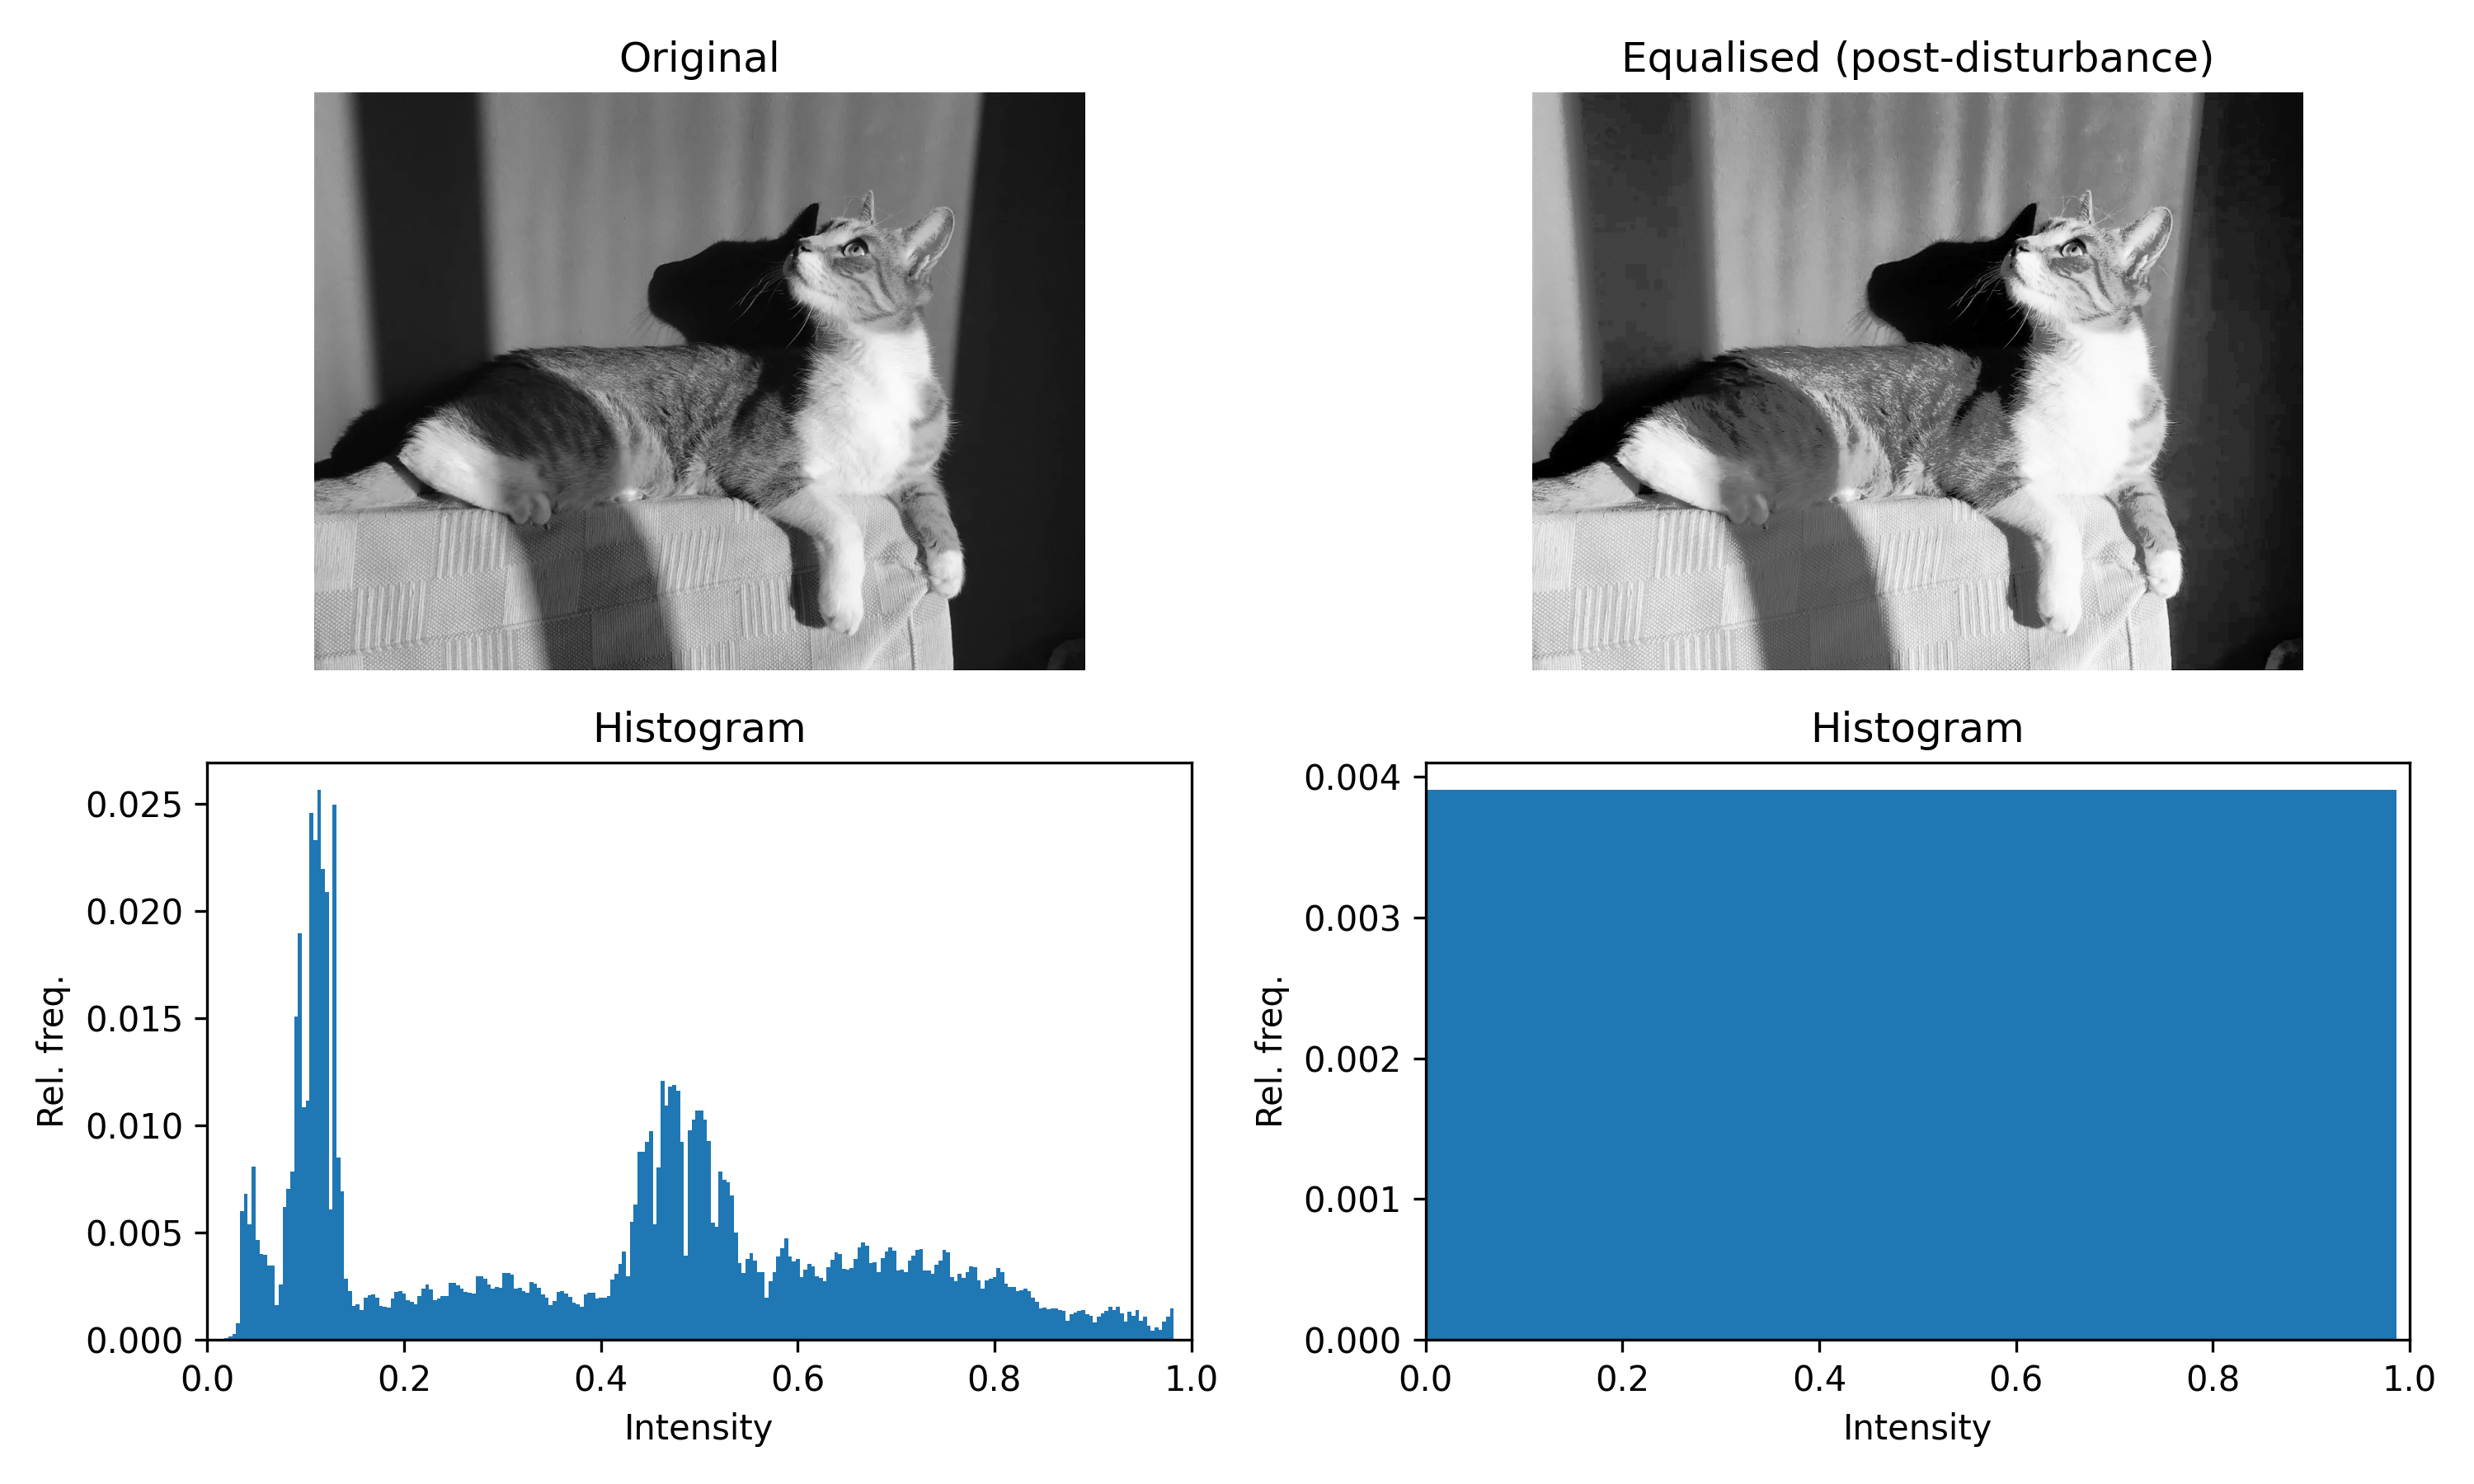 Original
Equalised (post-disturbance)
Histogram
Histogram
Rel. freq.
0.025
0.020
0.015
0.010
0.005
0.000
0.0 0.2 0.4 0.6 0.8 1.0
Intensity
Rel. freq.
0.004
0.003
0.002
0.001
0.000
0.0 0.2 0.4 0.6 0.8 1.0
Intensity